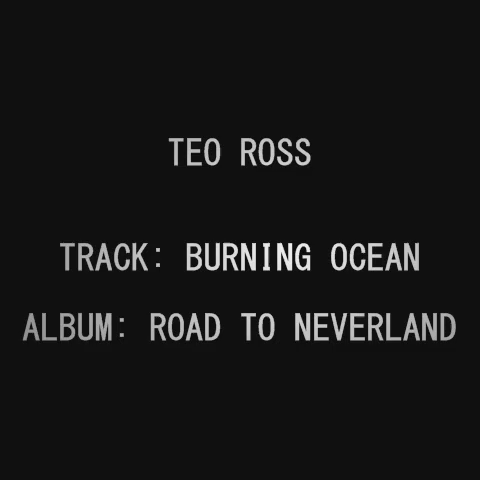 TEO ROSS
TRACK: BURNING OCEAN
ALBUM: ROAD TO NEVERLAND